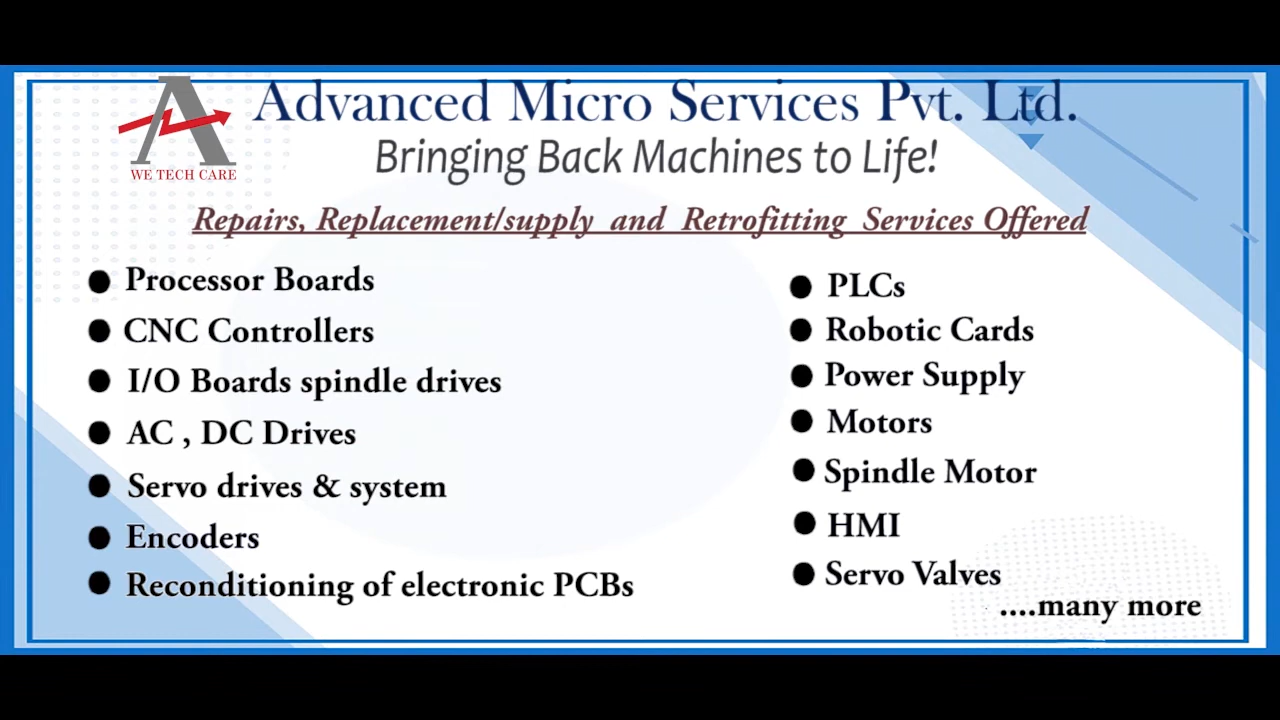 Advanced Micro Services Pvt. Ltd.
WE TECH CARE
Bringing Back Machines to Life!
Repairs, Replacement/supply and Retrofitting Services Offered
Processor Boards
CNC Controllers
I/O Boards spindle drives
AC , DC Drives
Servo drives & system
Encoders
Reconditioning of electronic PCBs
PLCs
Robotic Cards
Power Supply
Motors
Spindle Motor
HMI
Servo Valves
....many more